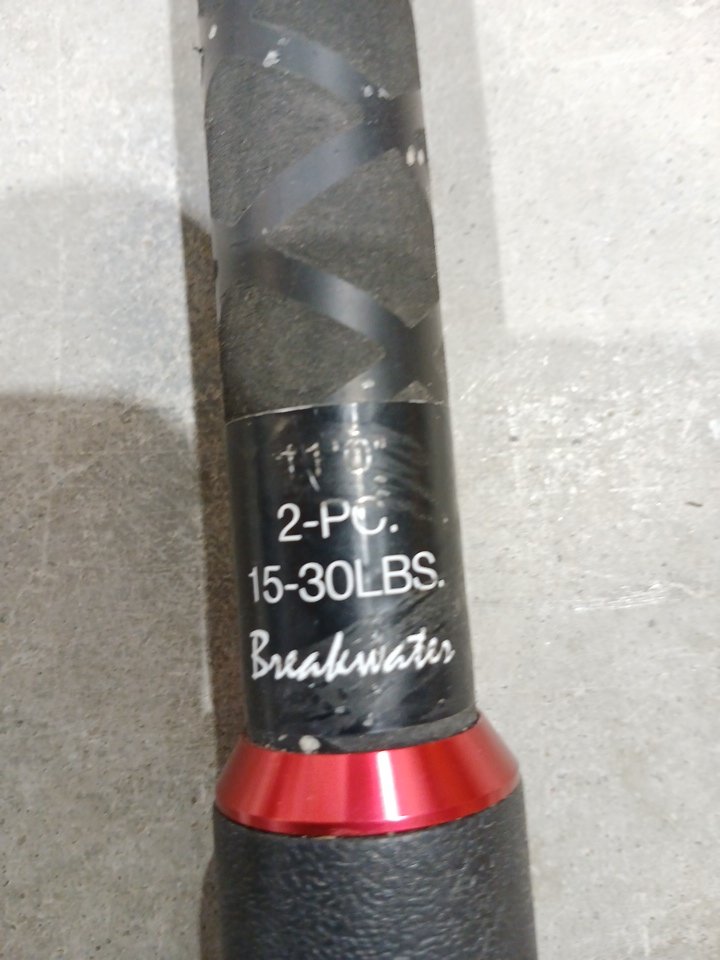 11'0"
2-PC.
15-30LBS.
Breakwater